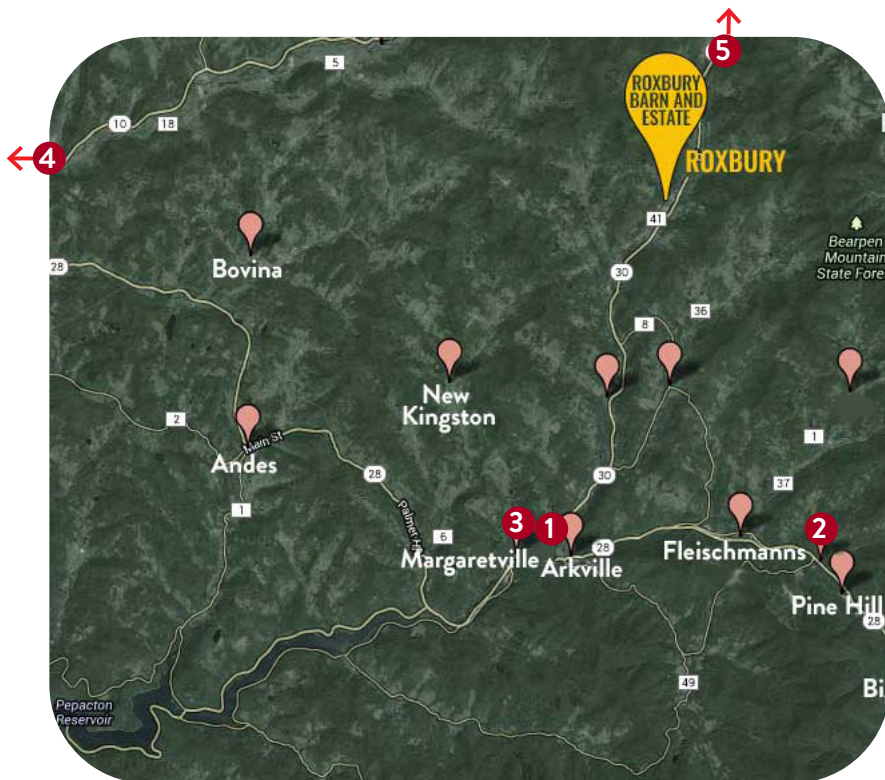 5
5
ROXBURY
BARN AND
ESTATE
10
18
4
ROXBURY
41
Bearpen
Mountain
State Fores
Bovina
28
30
36
8
New
Kingston
2
Main St
Andes
1
28
30
37
1
Palmer H
3
1
2
6
Margaretville
Arkville
28
Fleischmanns
Pine Hill
28
49
Bi
Pepacton
Reservoir